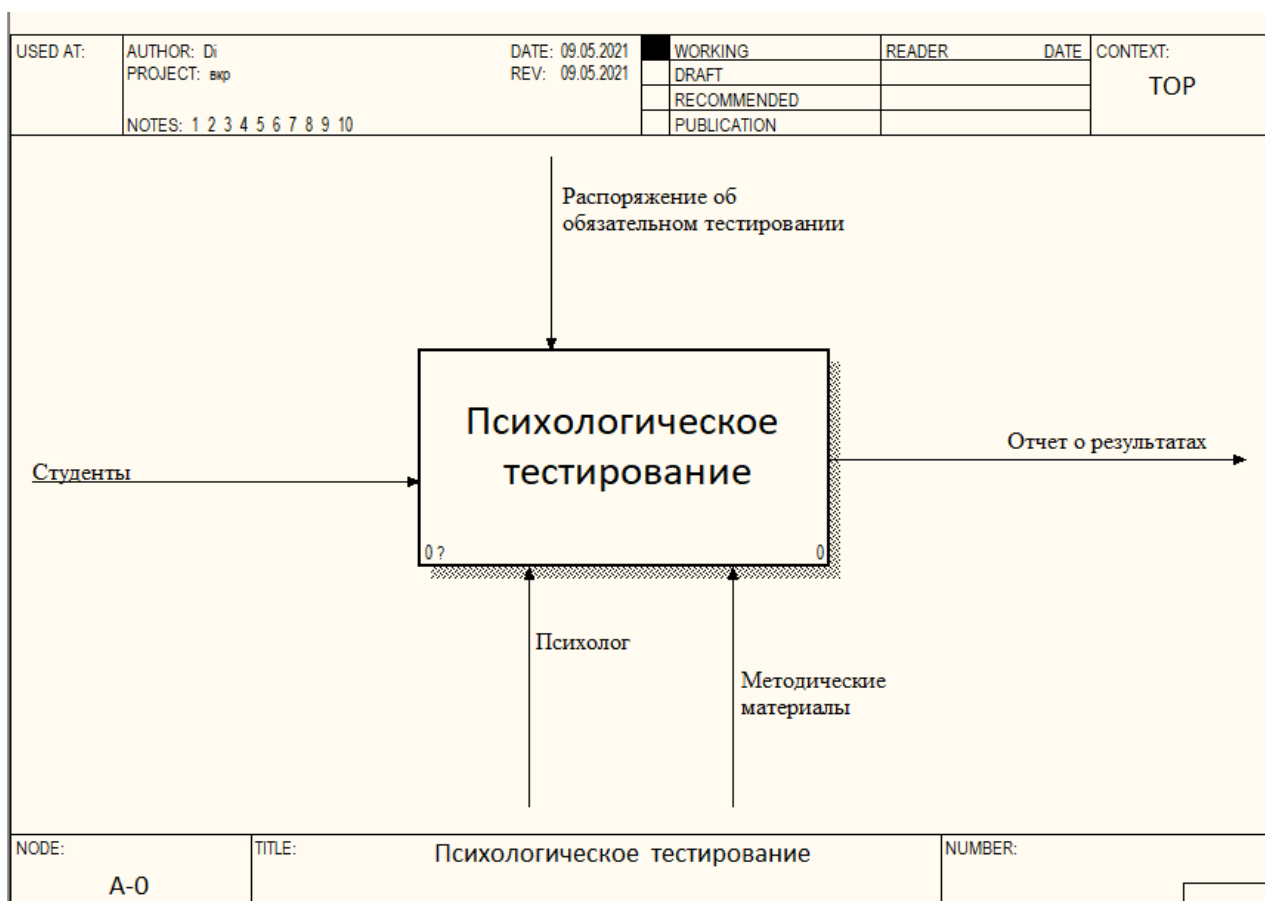 USED AT:
AUTHOR: Di
DATE: 09.05.2021
WORKING
READER
DATE
CONTEXT:
PROJECT: вкр
REV: 09.05.2021
DRAFT
TOP
RECOMMENDED
NOTES: 1 2 3 4 5 6 7 8 9 10
PUBLICATION
Распоряжение об
обязательном тестировании
Психологическое
тестирование
0 ?
0
Студенты
Отчет о результатах
Психолог
Методические
материалы
NODE:
A-0
TITLE:
Психологическое тестирование
NUMBER: